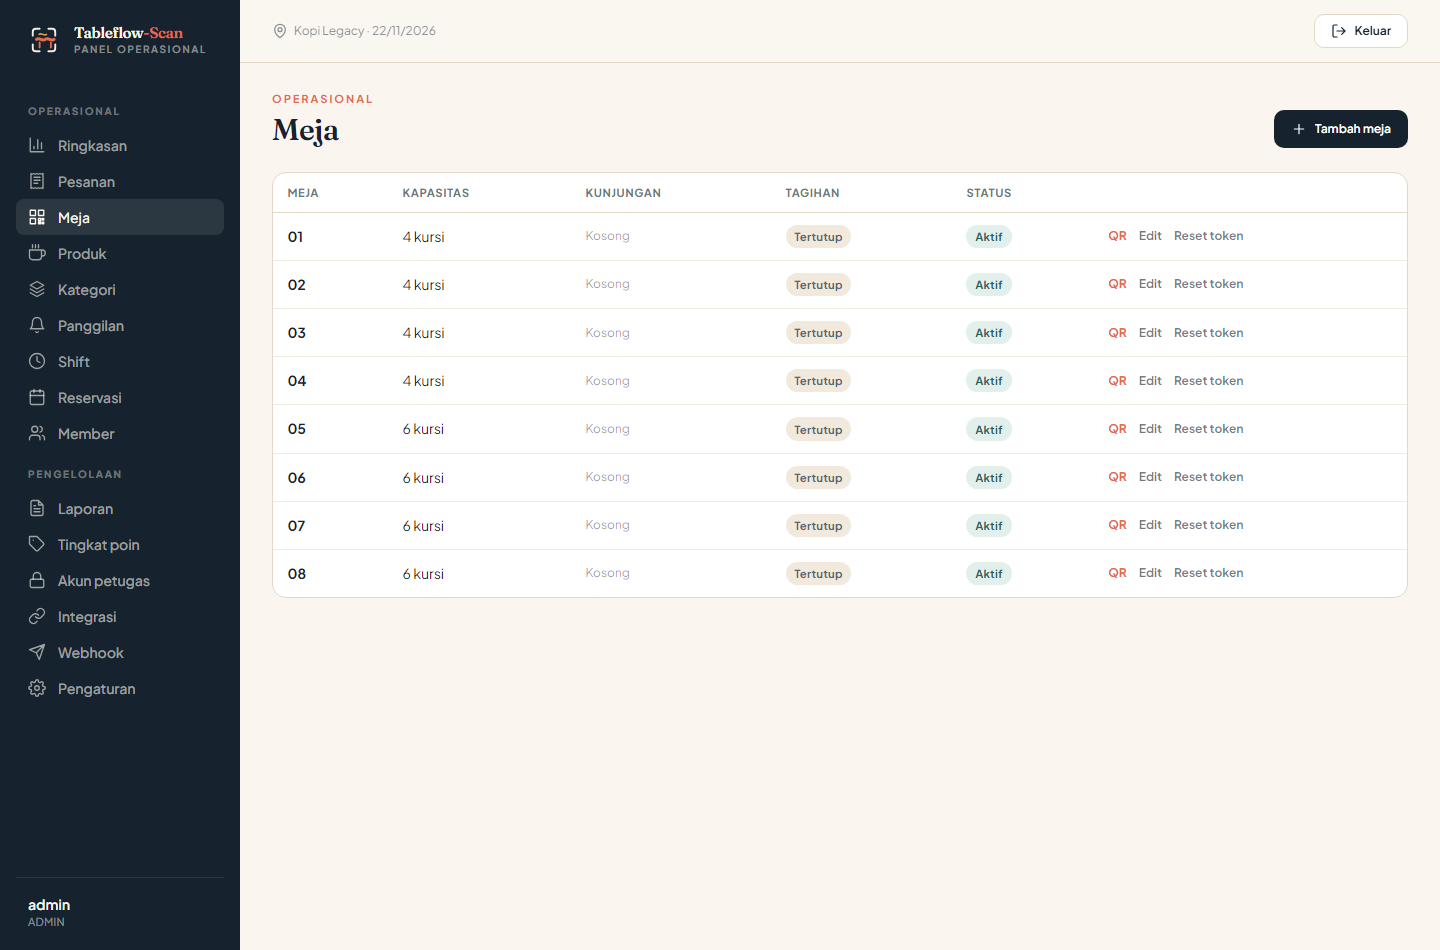 Tableflow-Scan
PANEL OPERASIONAL
OPERASIONAL
Ringkasan
Pesanan
Meja
Produk
Kategori
Panggilan
Shift
Reservasi
Member
PENGELOLAAN
Laporan
Tingkat poin
Akun petugas
Integrasi
Webhook
Pengaturan
admin
ADMIN
Kopi Legacy · 22/11/2026
Keluar
OPERASIONAL
Meja
Tambah meja
MEJA KAPASITAS KUNJUNGAN TAGIHAN STATUS
01 4 kursi Kosong Tertutup Aktif QR Edit Reset token
02 4 kursi Kosong Tertutup Aktif QR Edit Reset token
03 4 kursi Kosong Tertutup Aktif QR Edit Reset token
04 4 kursi Kosong Tertutup Aktif QR Edit Reset token
05 6 kursi Kosong Tertutup Aktif QR Edit Reset token
06 6 kursi Kosong Tertutup Aktif QR Edit Reset token
07 6 kursi Kosong Tertutup Aktif QR Edit Reset token
08 6 kursi Kosong Tertutup Aktif QR Edit Reset token